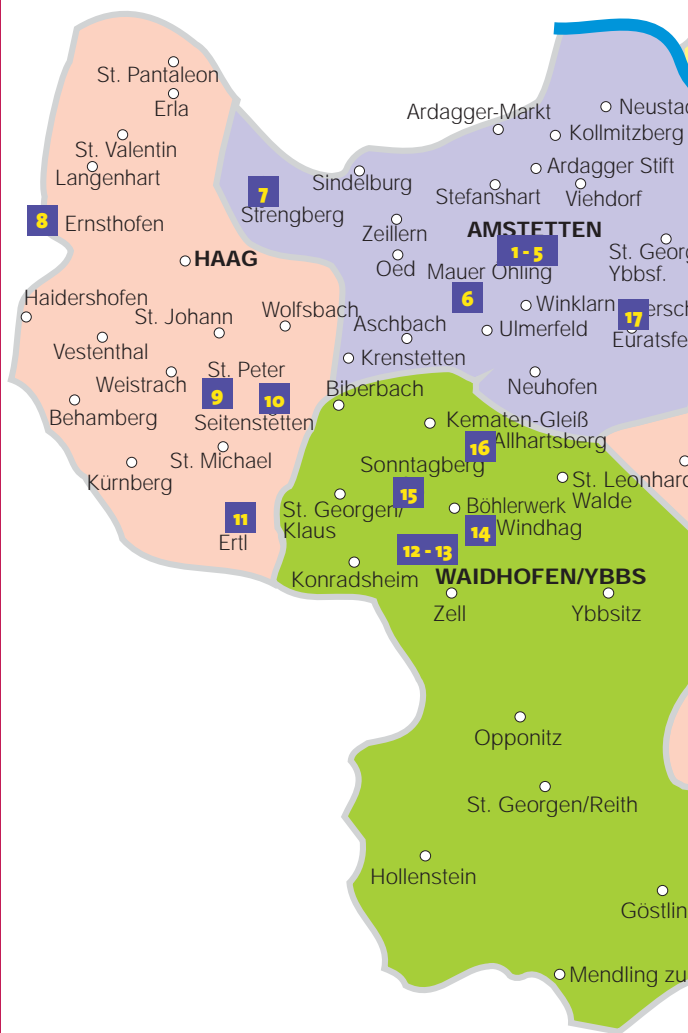 St. Pantaleon
Erla
St. Valentin
Langenhart
8 Ernsthofen
HAAG
Haidershofen
St. Johann
Wolfsbach
Vestenthal
Weistrach
St. Peter
9
10
Seitenstetten
Behamberg
St. Michael
Kürnberg
11
Ertl
Ardagger-Markt
Neustad
Kollmitzberg
Ardagger Stift
Sindelburg
7
Strengberg
Stefanshart
Viehdorf
Zeillern
AMSTETTEN
1 - 5
Oed
Mauer Öhling
6
St. Georg
Ybbsf.
Winklarn
17
ersch
Euratsfe
Aschbach
Ulmerfeld
Krenstetten
Neuhofen
Biberbach
Kematen-Gleiß
16
Allhartsberg
Sonntagberg
15
St. Leonhard
Walde
St. Georgen/
Klaus
Böhlerwerk
14
Windhag
12 - 13
Konradsheim
WAIDHOFEN/YBBS
Zell
Ybbsitz
Opponitz
St. Georgen/Reith
Hollenstein
Göstlin
Mendling zu